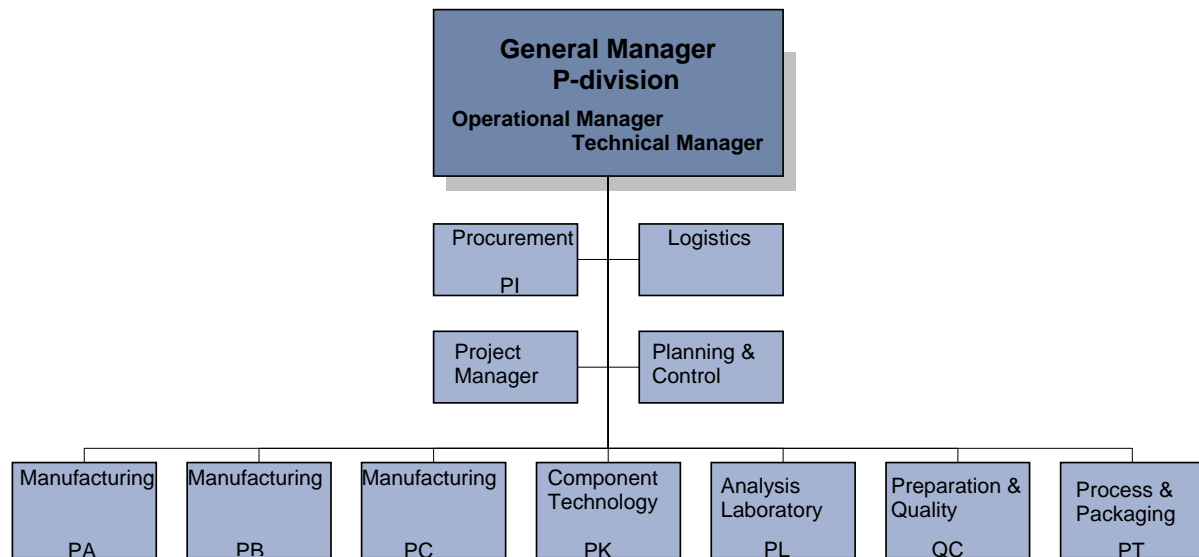 General Manager
P-division
Operational Manager
Technical Manager
Procurement
PI
Logistics
Project
Manager
Planning &
Control
Manufacturing
PA
Manufacturing
PB
Manufacturing
PC
Component
Technology
PK
Analysis
Laboratory
PL
Preparation &
Quality
QC
Process &
Packaging
PT